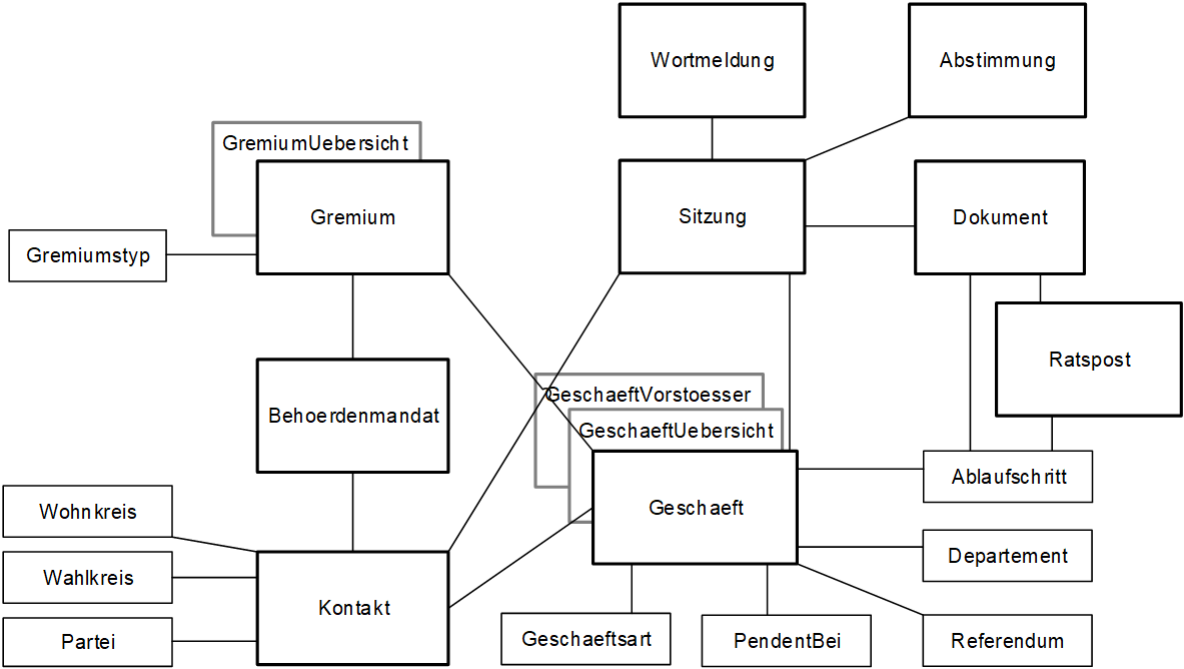 Wortmeldung
Abstimmung
GremiumUebersicht
Gremium
Sitzung
Dokument
Gremiumstyp
Ratspost
GeschaeftVorstoesser
Behoerdenmandat
GeschaeftUebersicht
Ablaufschritt
Wohnkreis
Geschaeft
Departement
Wahlkreis
Kontakt
Partei
Geschaeftsart
PendentBei
Referendum